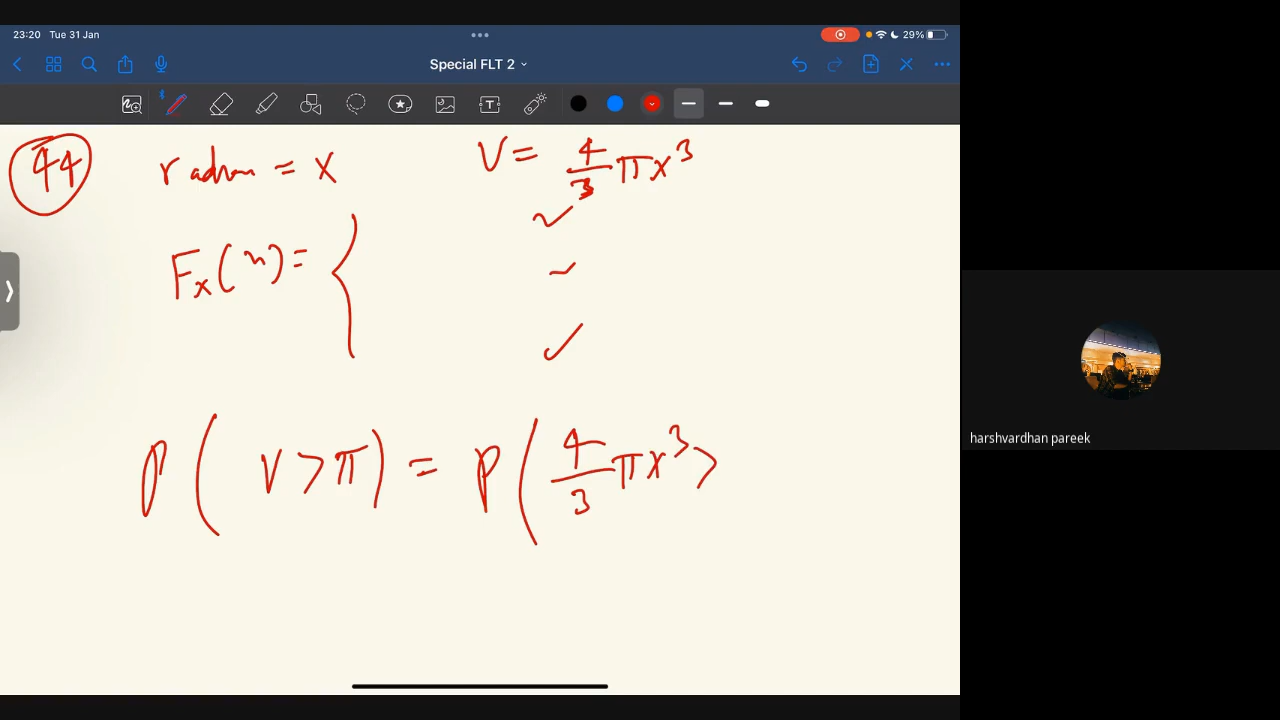 23:20 Tue 31 Jan 29%
Special FLT 2
44 radius = x V = 4/3 πx³
Fx(x) = {
P( V > π) = P( 4/3 πx³ >
harshvardhan pareek